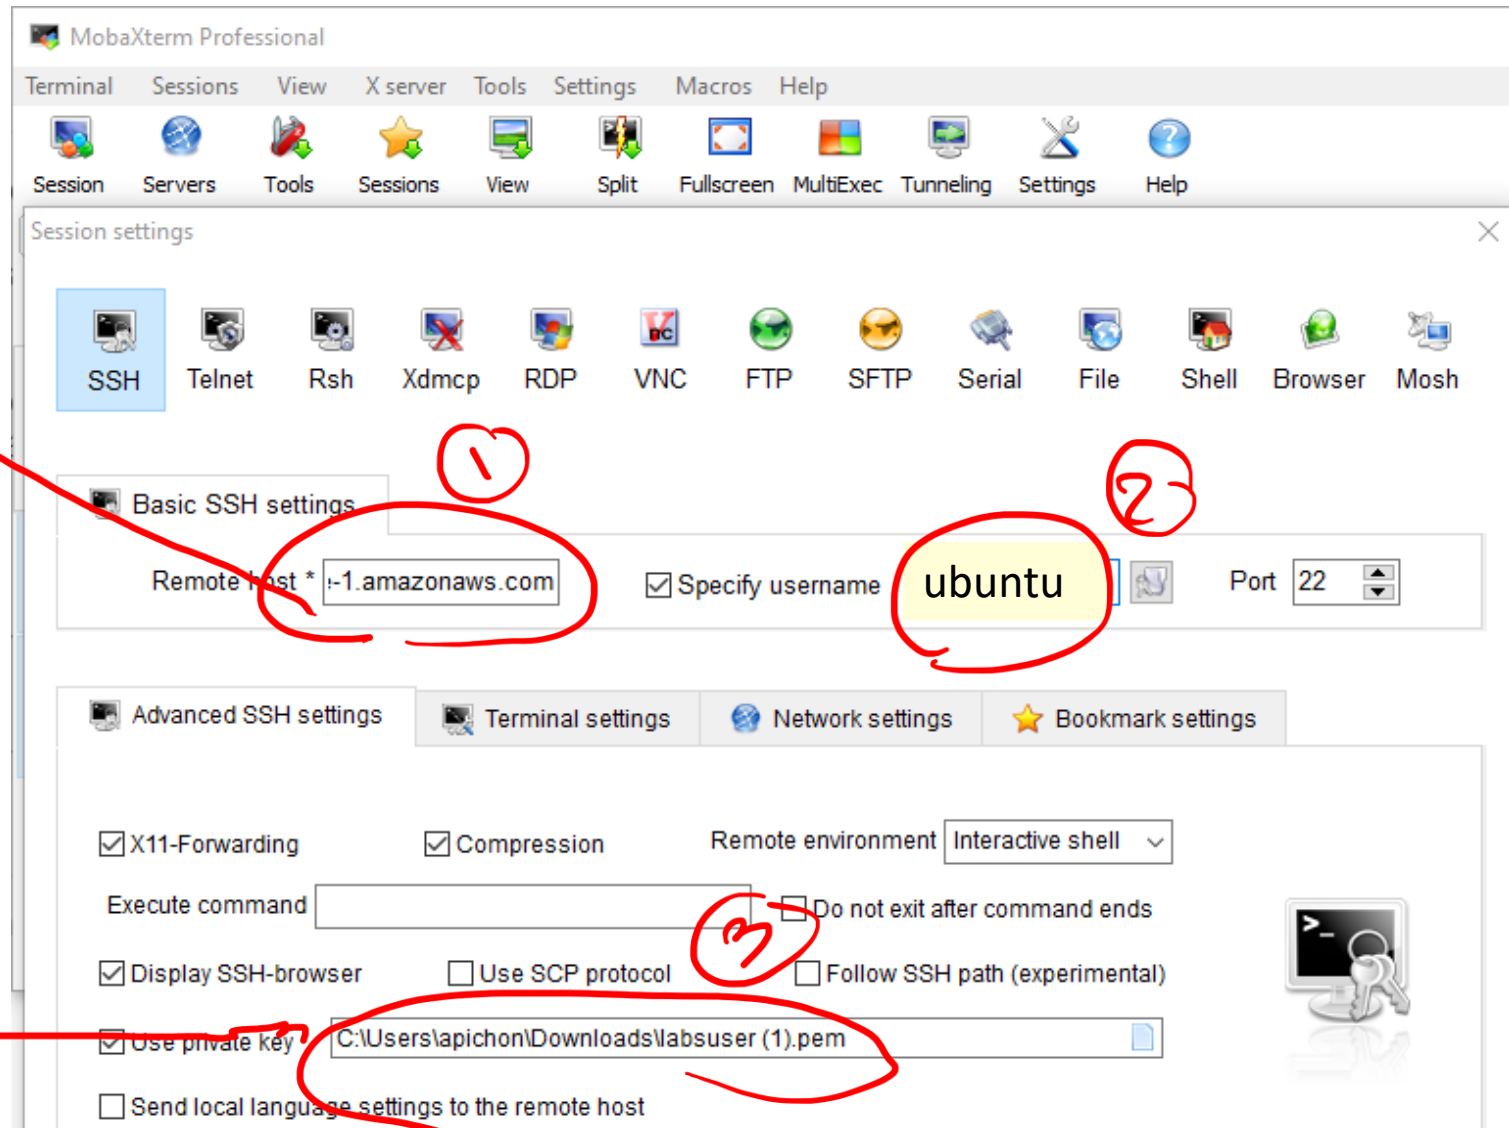 MobaXterm Professional
Terminal Sessions View X server Tools Settings Macros Help
Session Servers Tools Sessions View Split Fullscreen MultiExec Tunneling Settings Help
Session settings
SSH Telnet Rsh Xdmcp RDP VNC FTP SFTP Serial File Shell Browser Mosh
1
2
Basic SSH settings
Remote host * -1.amazonaws.com Specify username ubuntu Port 22
Advanced SSH settings Terminal settings Network settings Bookmark settings
X11-Forwarding Compression Remote environment Interactive shell
Execute command Do not exit after command ends
3
Display SSH-browser Use SCP protocol Follow SSH path (experimental)
Use private key C:\Users\apichon\Downloads\labsuser (1).pem
Send local language settings to the remote host